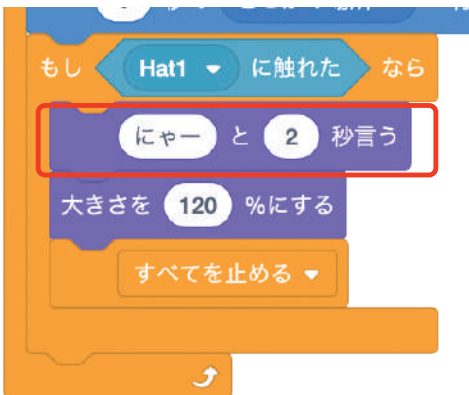 もし Hat1 に触れた なら
にゃー と 2 秒言う
大きさを 120 %にする
すべてを止める